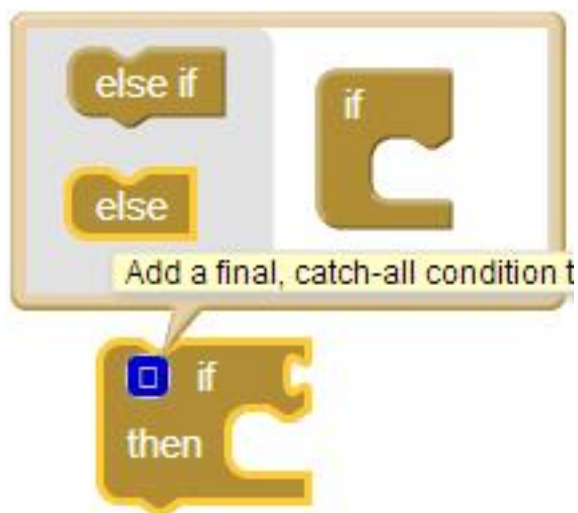 else if
if
else
Add a final, catch-all condition t
if
then